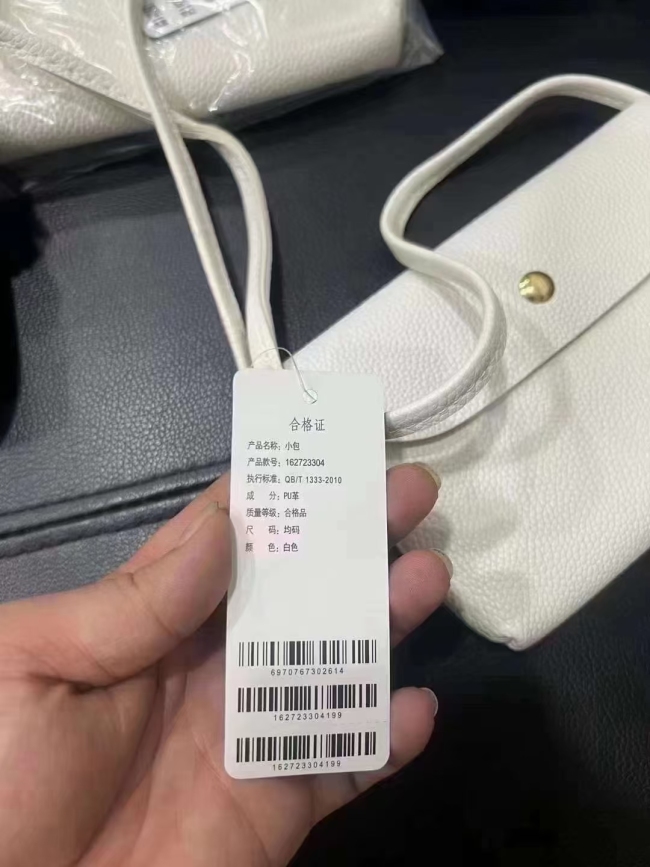 合格证
产品名称：小包
产品款号：162723304
执行标准：QB/T 1333-2010
成 分：PU革
质量等级：合格品
尺 码：均码
颜 色：白色
6970767302614
162723304199
162723304199